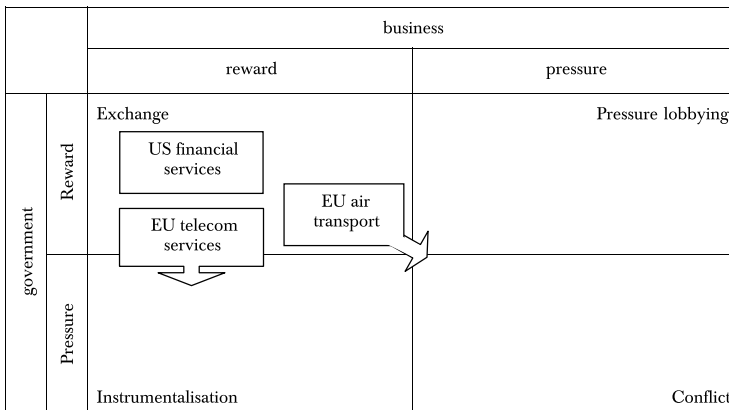 business
reward
pressure
government
Reward
Exchange
Pressure lobbying
US financial
services
EU air
transport
EU telecom
services
Pressure
Instrumentalisation
Conflict